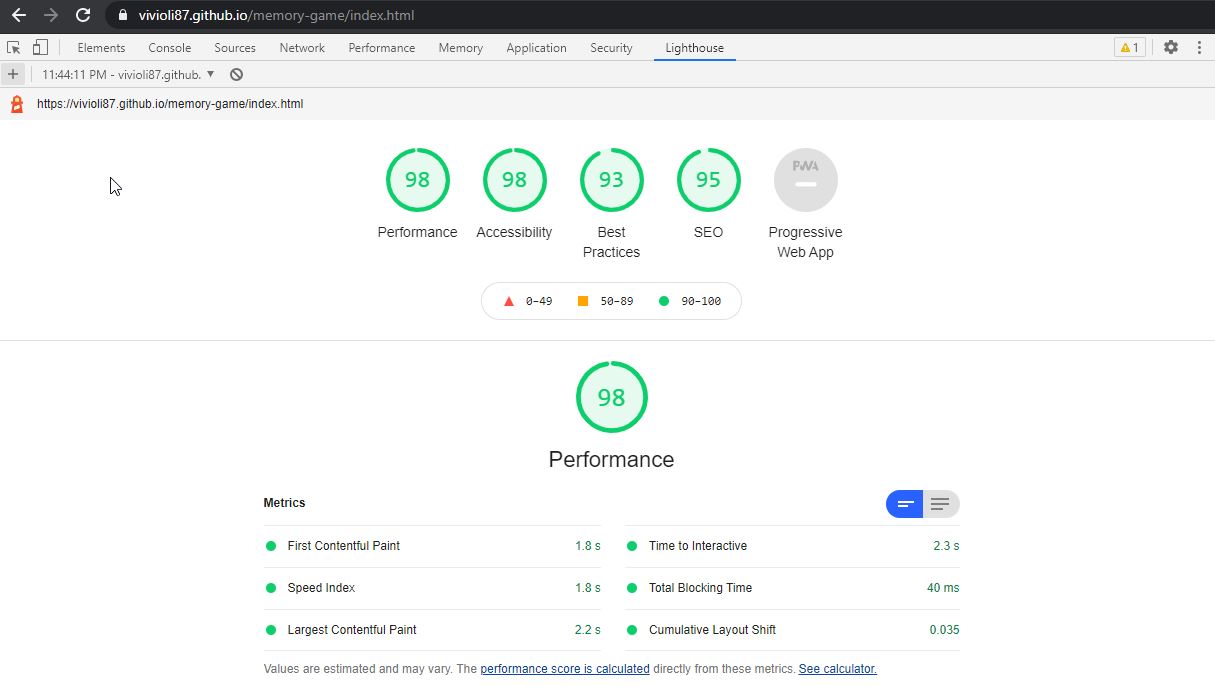 vivioli87.github.io/memory-game/index.html
Elements Console Sources Network Performance Memory Application Security Lighthouse 1
11:44:11 PM - vivioli87.github.
https://vivioli87.github.io/memory-game/index.html
98 98 93 95 PWA
Performance Accessibility Best Practices SEO Progressive Web App
0–49 50–89 90–100
98
Performance
Metrics
First Contentful Paint 1.8 s Time to Interactive 2.3 s
Speed Index 1.8 s Total Blocking Time 40 ms
Largest Contentful Paint 2.2 s Cumulative Layout Shift 0.035
Values are estimated and may vary. The performance score is calculated directly from these metrics. See calculator.